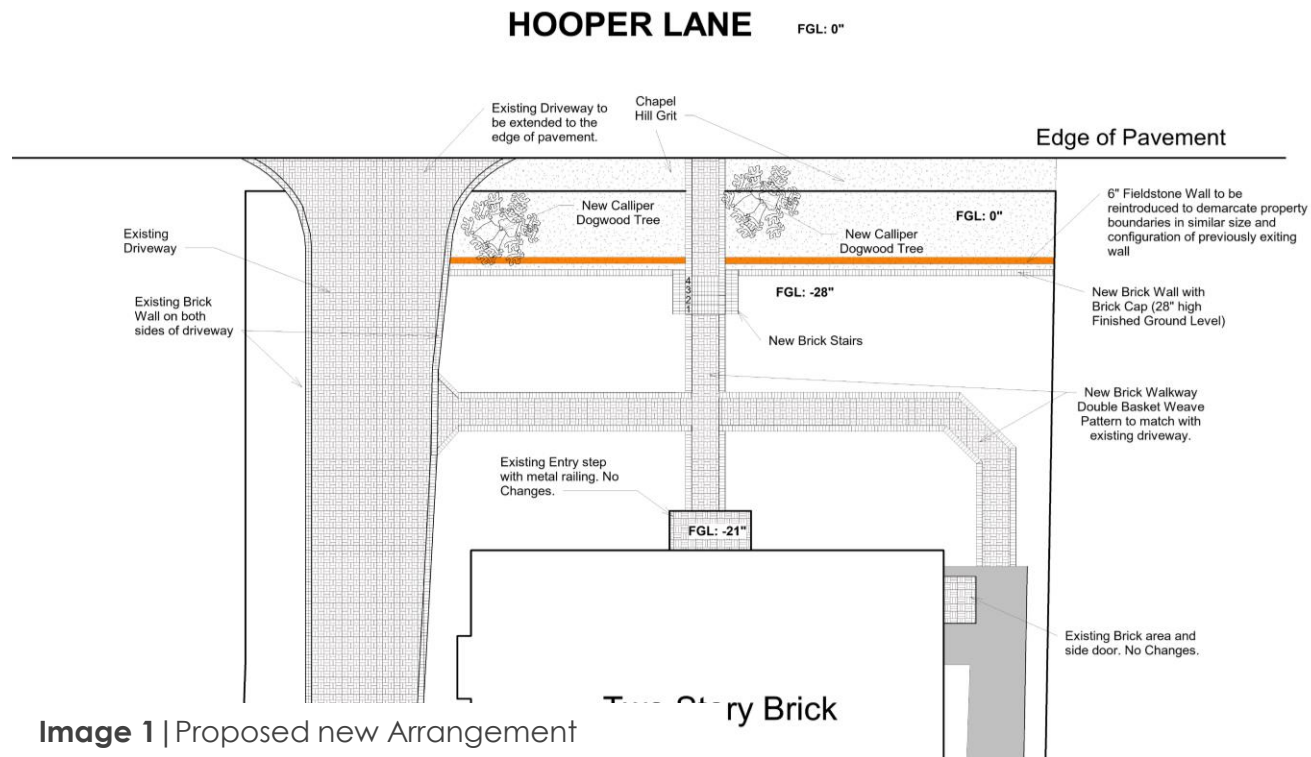 HOOPER LANE
FGL: 0"
Existing Driveway to
be extended to the
edge of pavement.
Chapel
Hill Grit
Edge of Pavement
New Calliper
Dogwood Tree
New Calliper
Dogwood Tree
FGL: 0"
6" Fieldstone Wall to be
reintroduced to demarcate property
boundaries in similar size and
configuration of previously exiting
wall
Existing
Driveway
4
3
2
1
FGL: -28"
New Brick Wall with
Brick Cap (28" high
Finished Ground Level)
Existing Brick
Wall on both
sides of driveway
New Brick Stairs
New Brick Walkway
Double Basket Weave
Pattern to match with
existing driveway.
Existing Entry step
with metal railing. No
Changes.
FGL: -21"
Existing Brick area and
side door. No Changes.
Two Story Brick
Image 1|Proposed new Arrangement